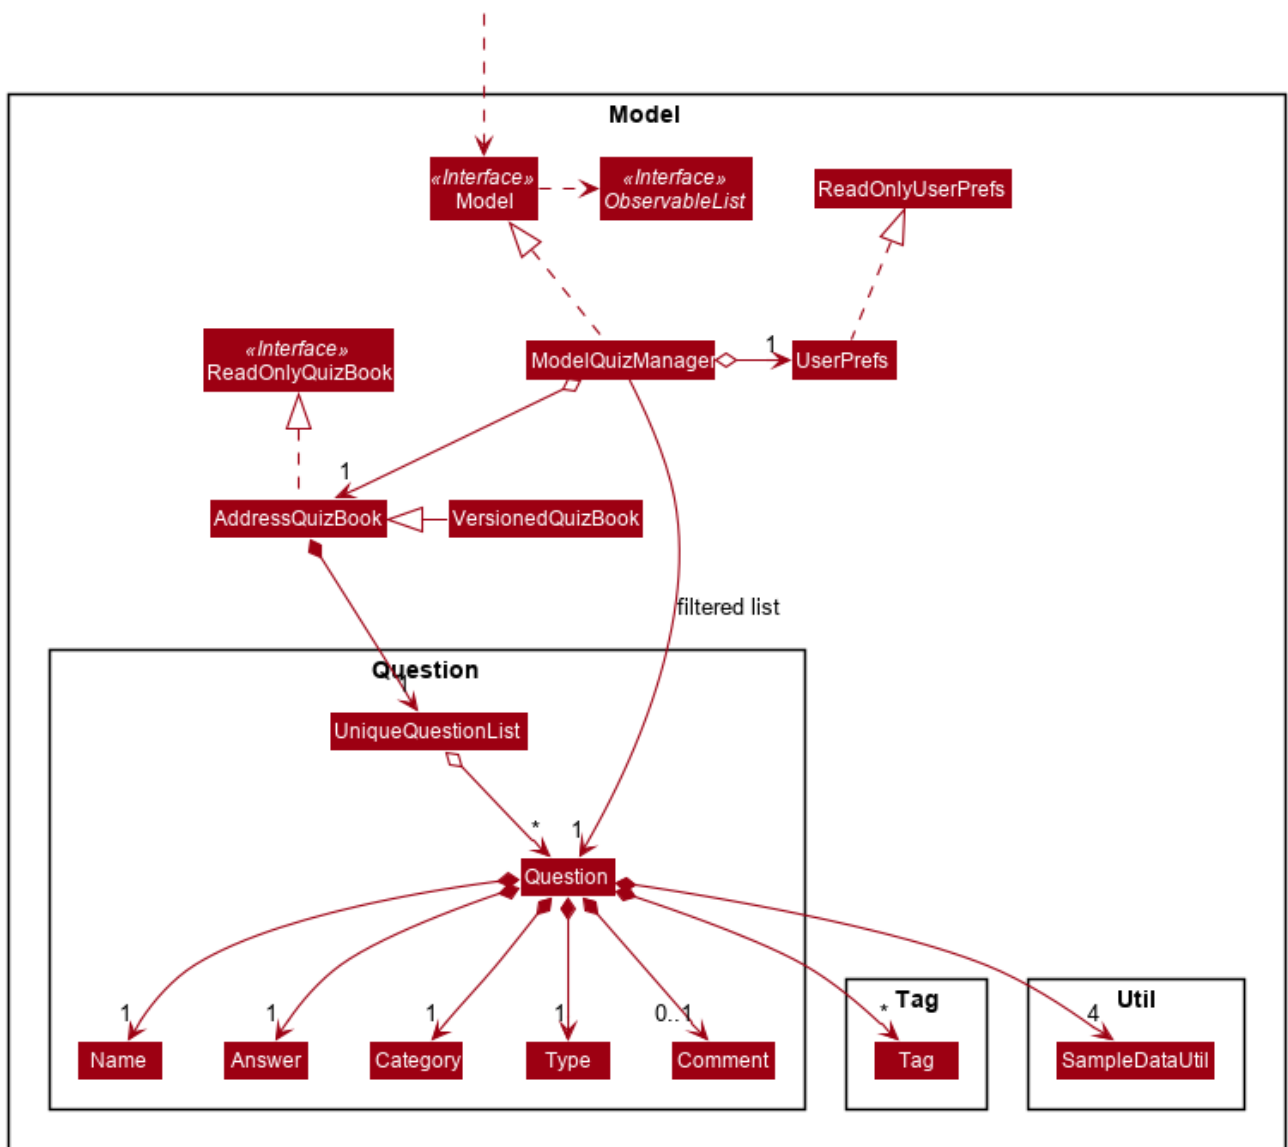 Model
«Interface»
Model
«Interface»
ObservableList
ReadOnlyUserPrefs
«Interface»
ReadOnlyQuizBook
ModelQuizManager
1
UserPrefs
1
AddressQuizBook
VersionedQuizBook
filtered list
Question
1
UniqueQuestionList
*
1
Question
1
1
1
1
0..1
*
4
Tag
Util
Name
Answer
Category
Type
Comment
Tag
SampleDataUtil